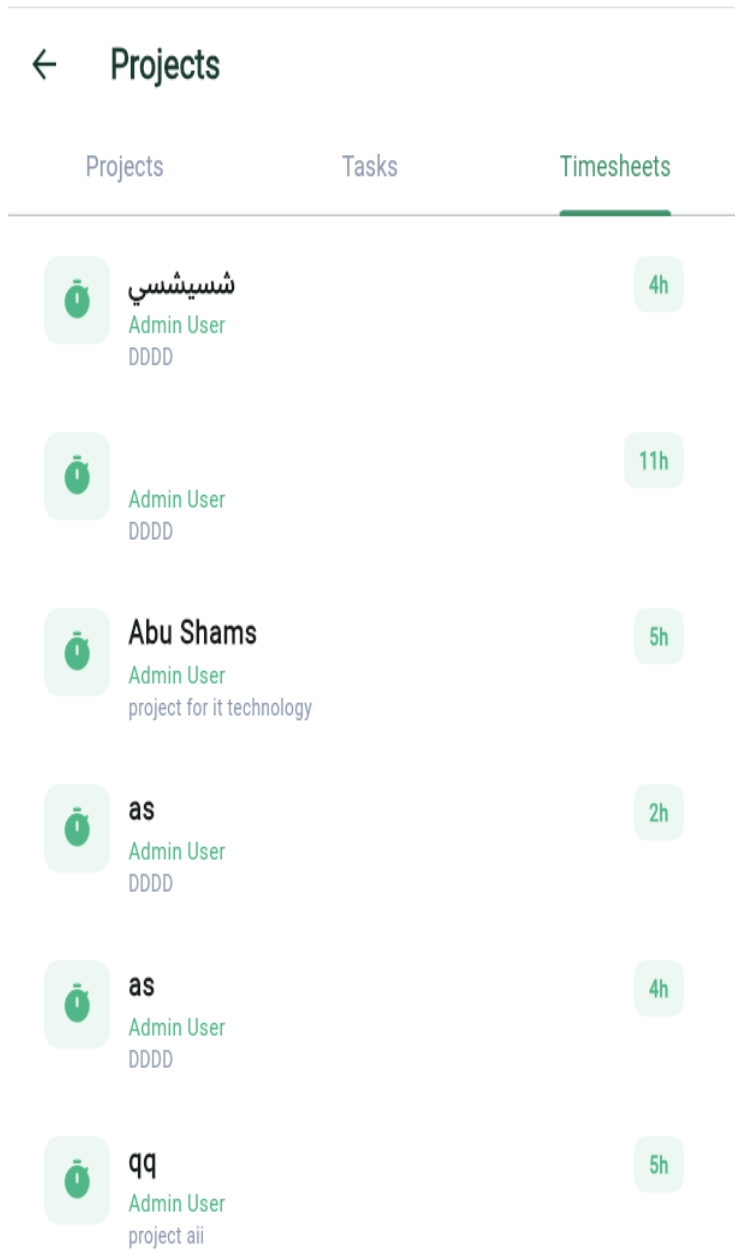 Projects
Projects
Tasks
Timesheets
شسيشسي
4h
Admin User
DDDD
11h
Admin User
DDDD
Abu Shams
5h
Admin User
project for it technology
as
2h
Admin User
DDDD
as
4h
Admin User
DDDD
qq
5h
Admin User
project aii